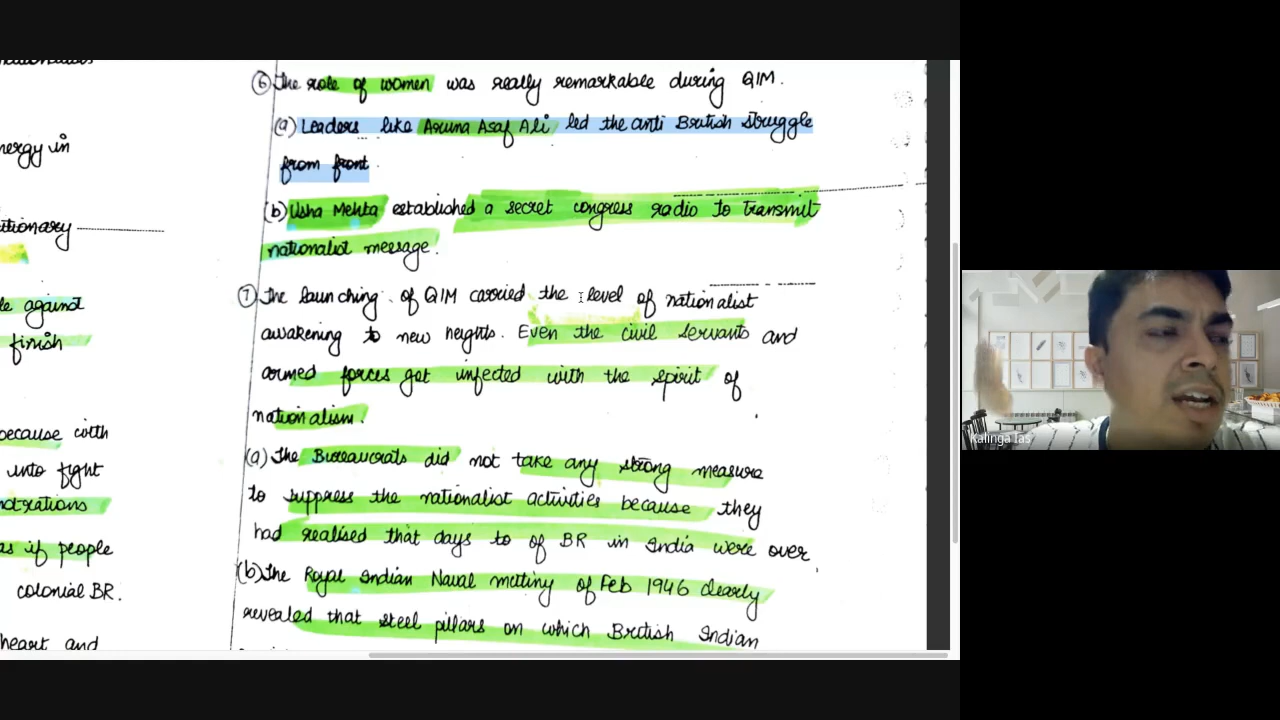 nergy in
utionary
le against
finish
because with
into fight
as if people
colonial BR.
heart and
⑥ The role of women was really remarkable during QIM.
(a) Leaders like Aruna Asaf Ali led the anti British struggle
from front.
(b) Usha Mehta established a secret congress radio to transmit
nationalist message.
⑦ The launching of QIM carried the level of nationalist
awakening to new heights. Even the civil servants and
armed forces get infected with the spirit of
nationalism.
(a) The Bureaucrats did not take any strong measure
to suppress the nationalist activities because they
had realised that days to of BR in India were over.
(b) The Royal Indian Naval mutiny of Feb 1946 clearly
revealed that steel pillars on which British Indian
Kalinga Ias